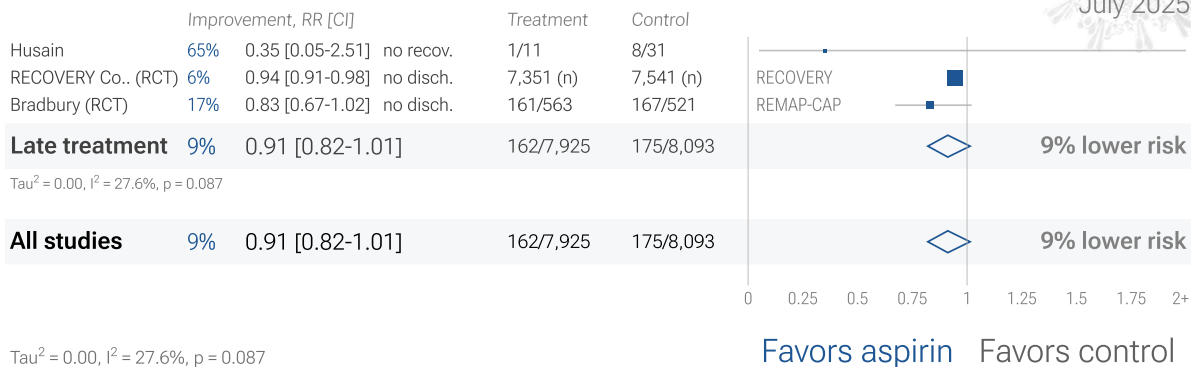 July 2025
Improvement, RR [CI] Treatment Control
Husain 65% 0.35 [0.05-2.51] no recov. 1/11 8/31
RECOVERY Co.. (RCT) 6% 0.94 [0.91-0.98] no disch. 7,351 (n) 7,541 (n) RECOVERY
Bradbury (RCT) 17% 0.83 [0.67-1.02] no disch. 161/563 167/521 REMAP-CAP
Late treatment 9% 0.91 [0.82-1.01] 162/7,925 175/8,093 9% lower risk
Tau² = 0.00, I² = 27.6%, p = 0.087
All studies 9% 0.91 [0.82-1.01] 162/7,925 175/8,093 9% lower risk
0 0.25 0.5 0.75 1 1.25 1.5 1.75 2+
Tau² = 0.00, I² = 27.6%, p = 0.087 Favors aspirin Favors control